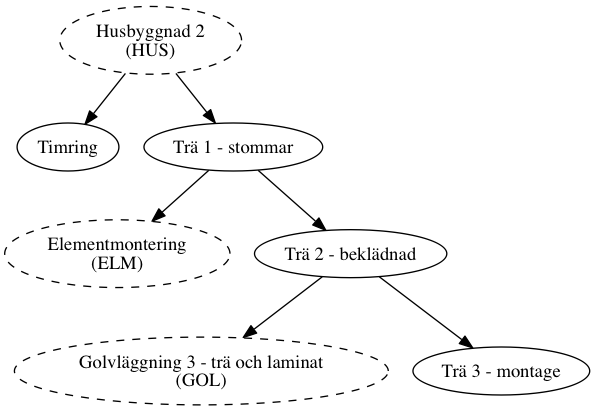 Husbyggnad 2
(HUS)
Timring
Trä 1 - stommar
Elementmontering
(ELM)
Trä 2 - beklädnad
Golvläggning 3 - trä och laminat
(GOL)
Trä 3 - montage